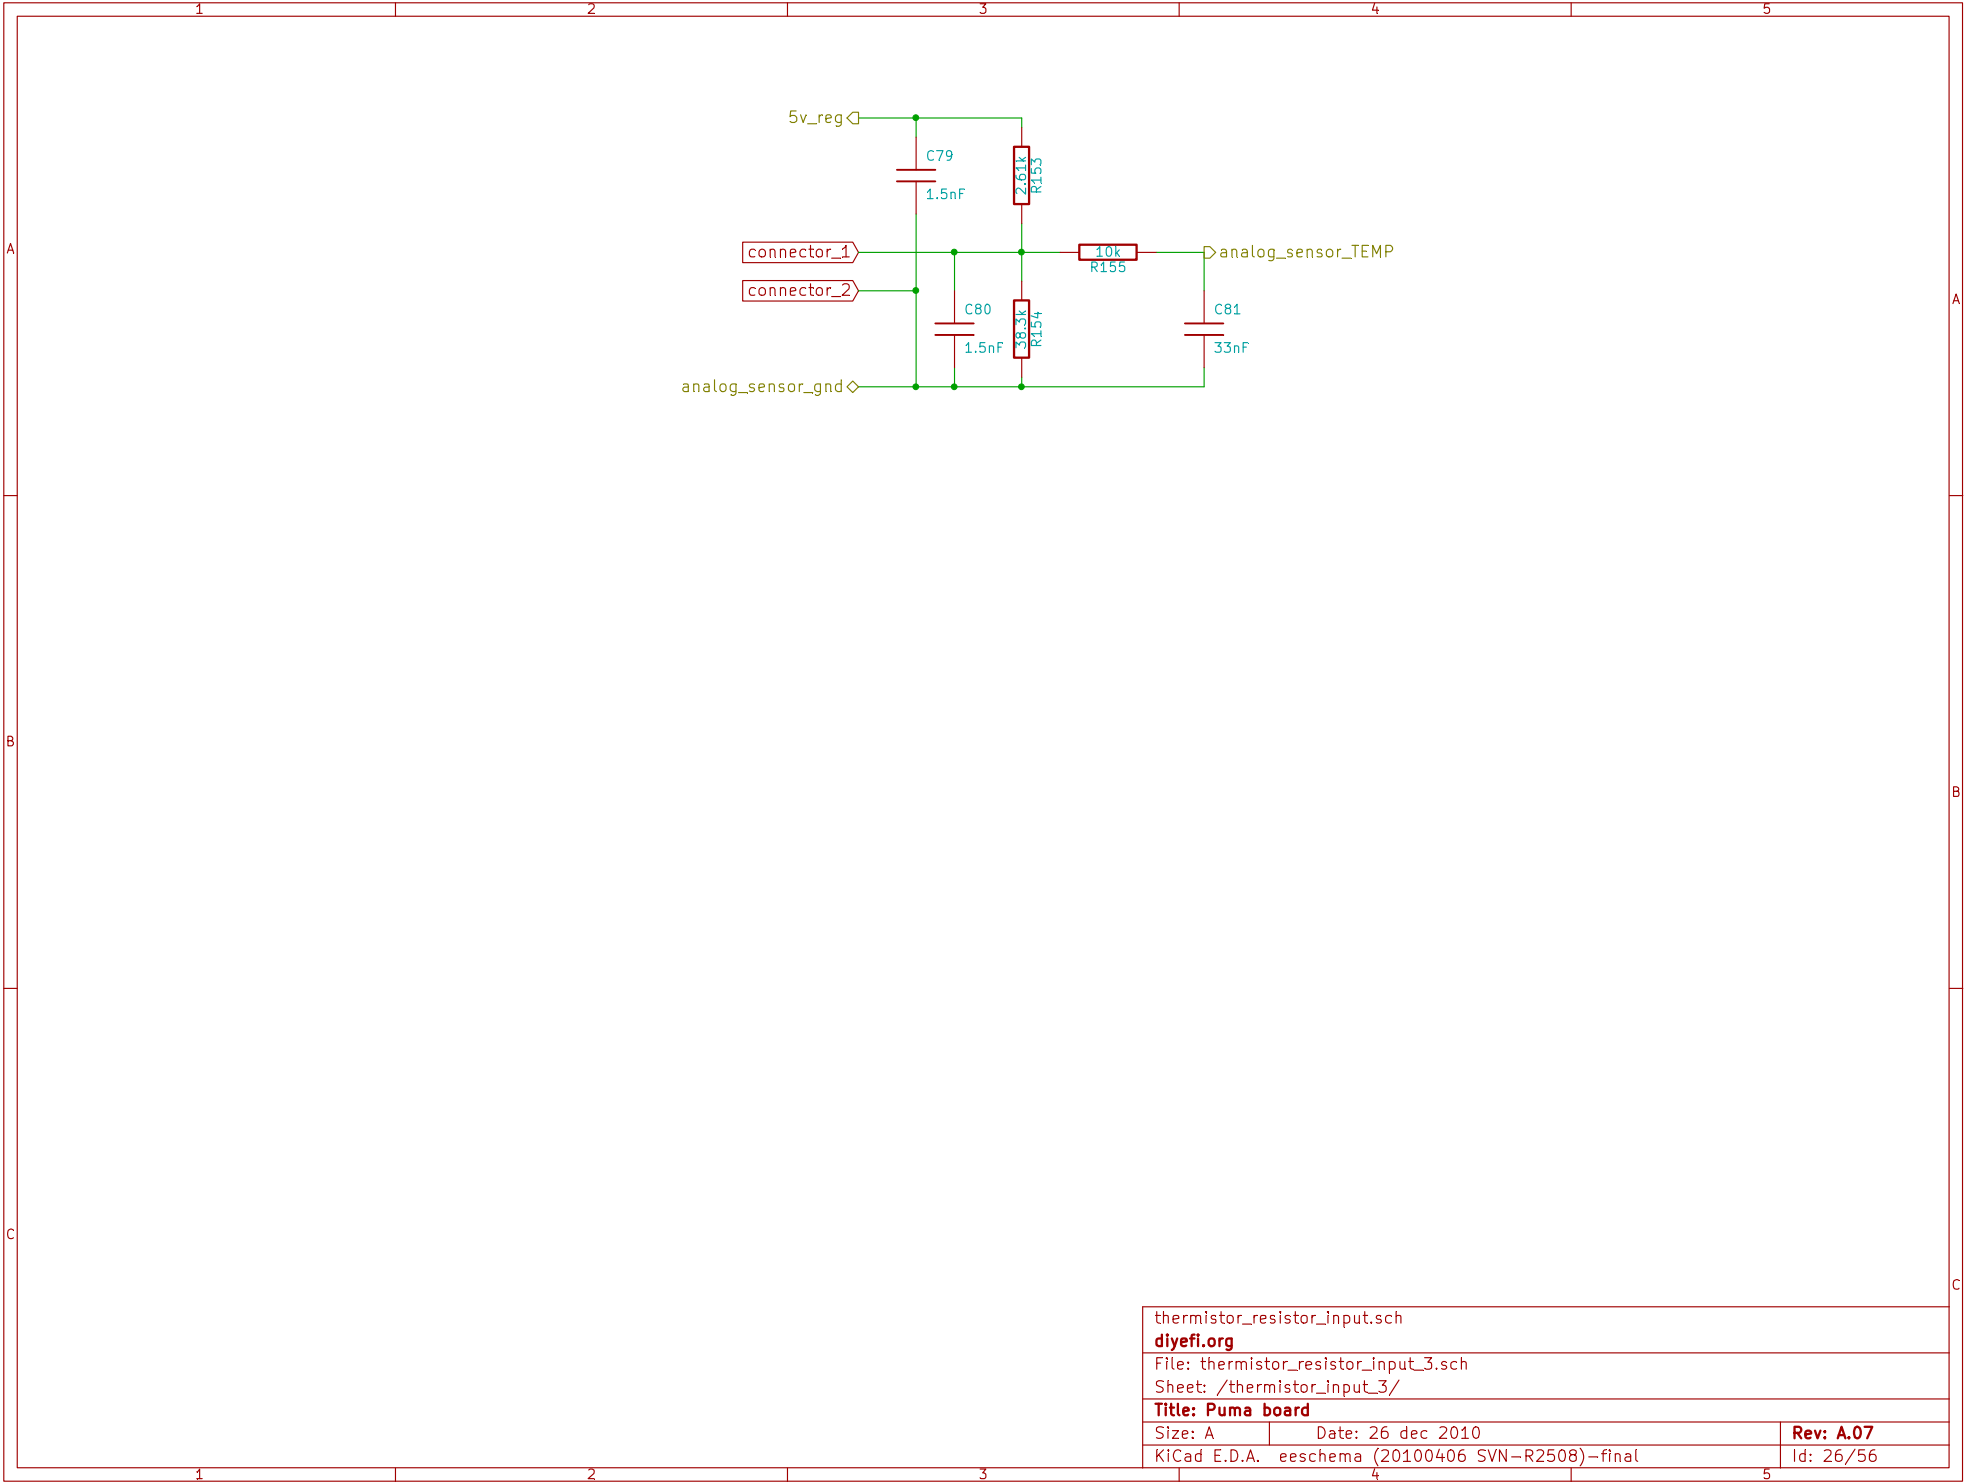 1 2 3 4 5
5v_reg
C79
1.5nF
2.61k
R153
A
connector_1
10k
R155
analog_sensor_TEMP
connector_2
A
C80
1.5nF
38.3k
R154
C81
33nF
analog_sensor_gnd
B
B
C
C
thermistor_resistor_input.sch
diyefi.org
File: thermistor_resistor_input_3.sch
Sheet: /thermistor_input_3/
Title: Puma board
Size: A Date: 26 dec 2010 Rev: A.07
KiCad E.D.A. eeschema (20100406 SVN-R2508)-final Id: 26/56
1 2 3 4 5